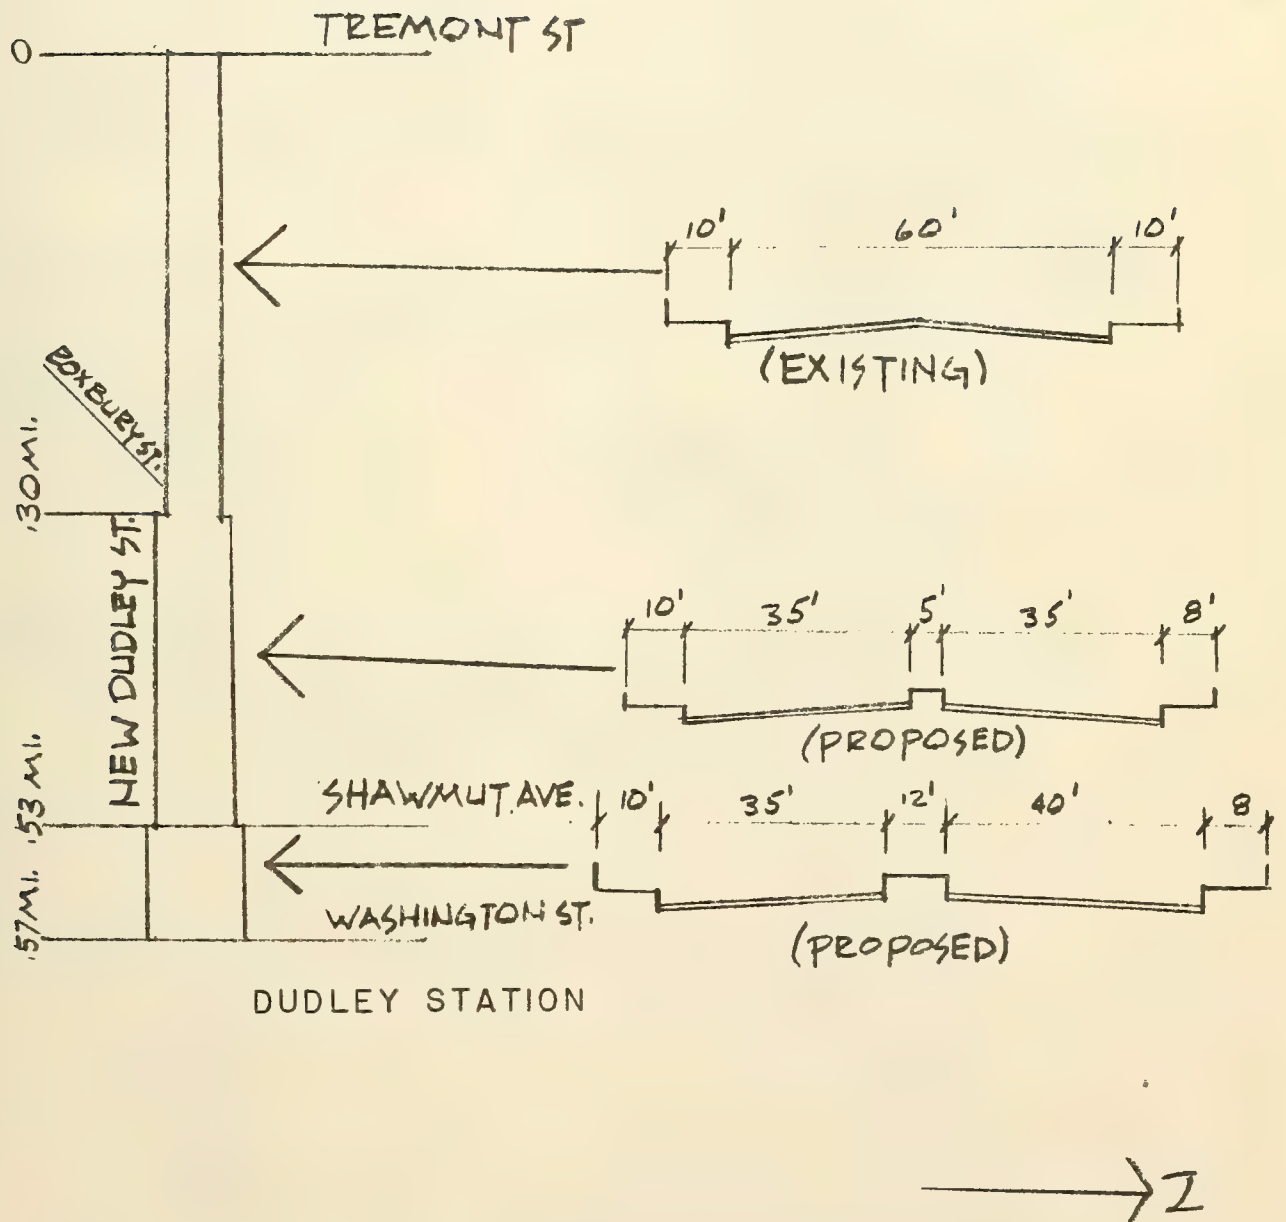 TREMONT ST
0
10' 60' 10'
(EXISTING)
ROXBURY ST.
.30 MI.
NEW DUDLEY ST.
10' 35' 5' 35' 8'
(PROPOSED)
SHAWMUT AVE.
.53 MI.
10' 35' 12' 40' 8
WASHINGTON ST.
(PROPOSED)
.57 MI.
DUDLEY STATION
Z